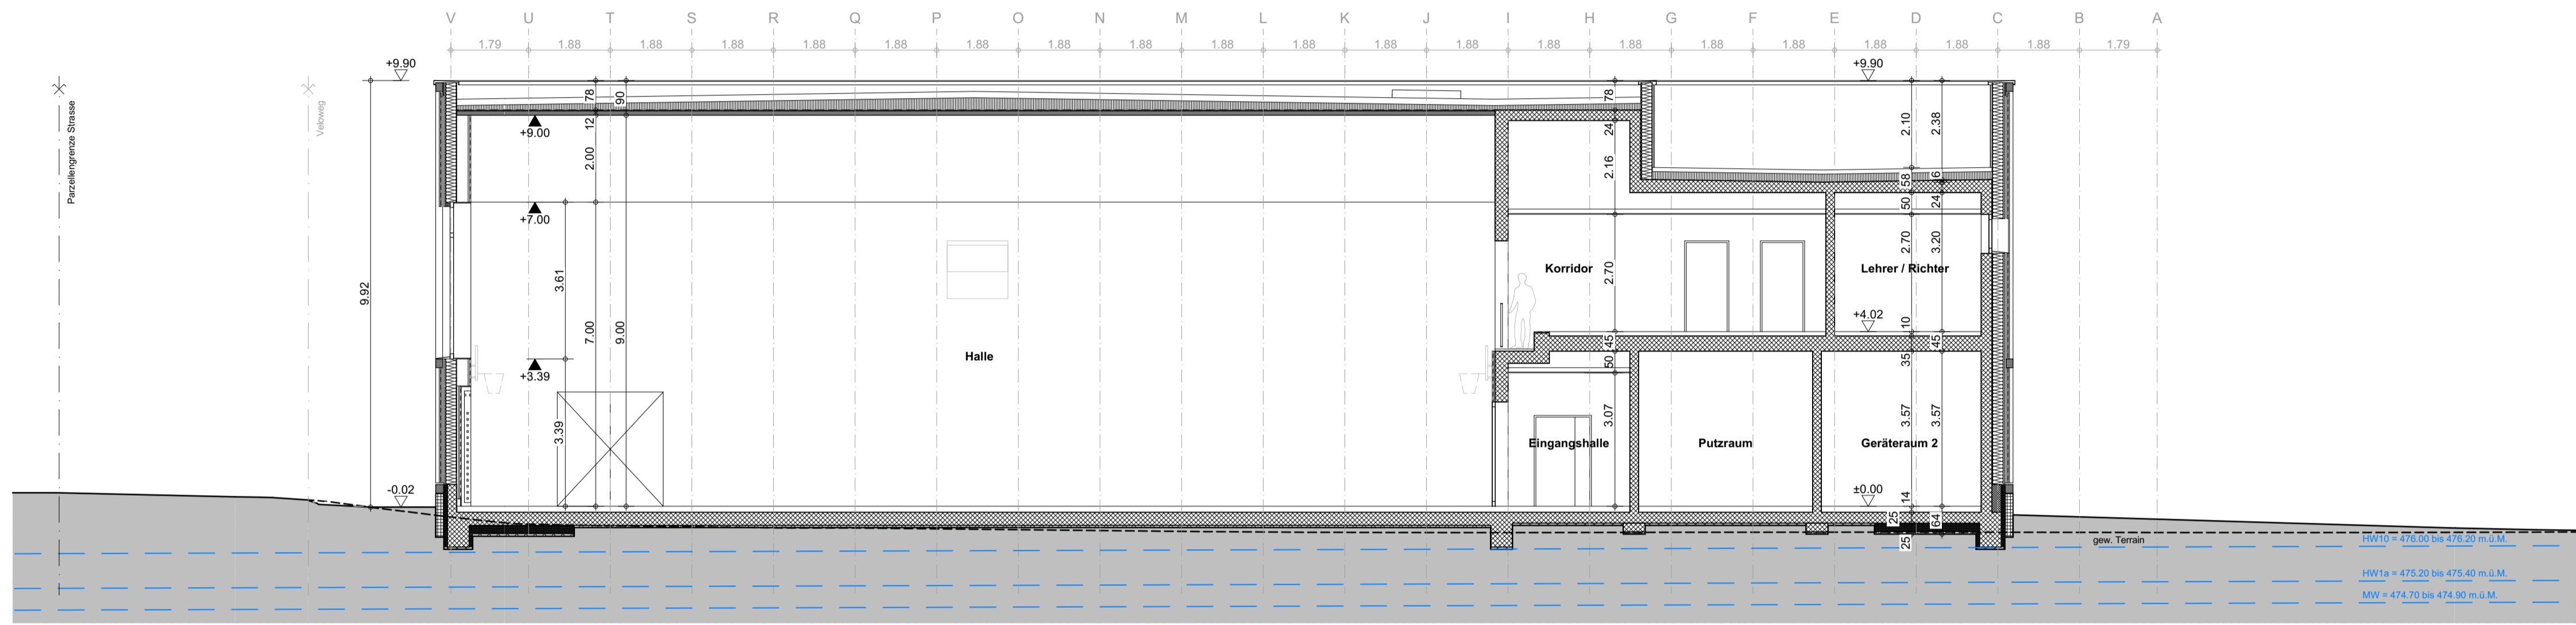 V U T S R Q P O N M L K J I H G F E D C B A
1.79 1.88 1.88 1.88 1.88 1.88 1.88 1.88 1.88 1.88 1.88 1.88 1.88 1.88 1.88 1.88 1.88 1.88 1.88 1.88 1.79
Parzellengrenze Strasse
Veloweg
+9.90
9.92
-0.02
+9.00
+7.00
+3.39
3.61
3.39
78
12
2.00
7.00
90
9.00
Halle
78
24
2.16
2.70
45
50
3.07
Korridor
Eingangshalle
Putzraum
+9.90
2.10
58
50
2.70
10
35
3.57
14
25
25
2.38
16
24
3.20
45
3.57
64
Lehrer / Richter
+4.02
Geräteraum 2
±0.00
gew. Terrain
HW10 = 476.00 bis 476.20 m.ü.M.
HW1a = 475.20 bis 475.40 m.ü.M.
MW = 474.70 bis 474.90 m.ü.M.